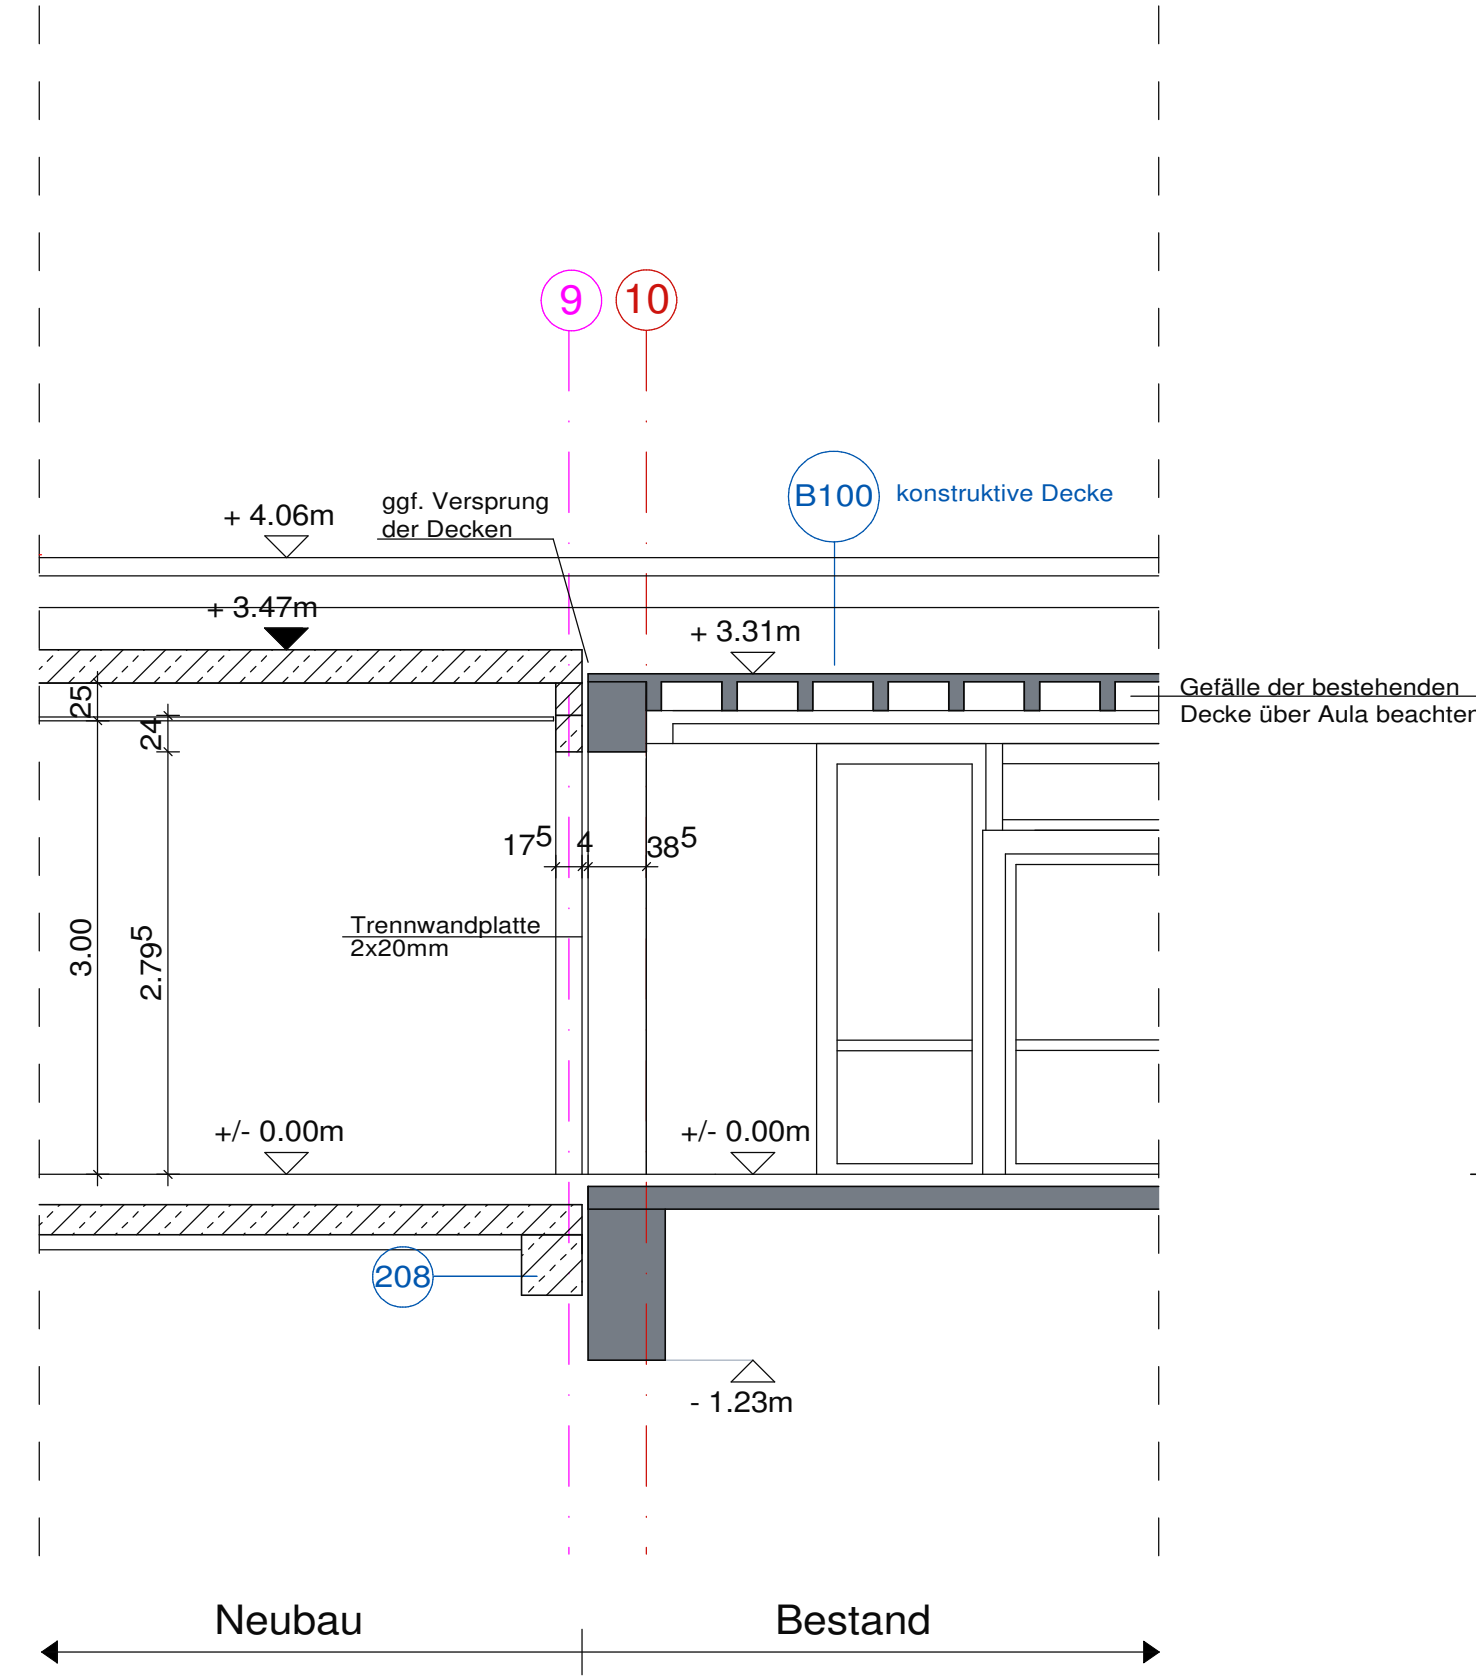 9
10
B100
konstruktive Decke
ggf. Versprung
der Decken
+ 4.06m
+ 3.47m
+ 3.31m
Gefälle der bestehenden
Decke über Aula beachten
25
24
17⁵
4
38⁵
3.00
2.79⁵
Trennwandplatte
2x20mm
+/- 0.00m
+/- 0.00m
208
- 1.23m
Neubau
Bestand